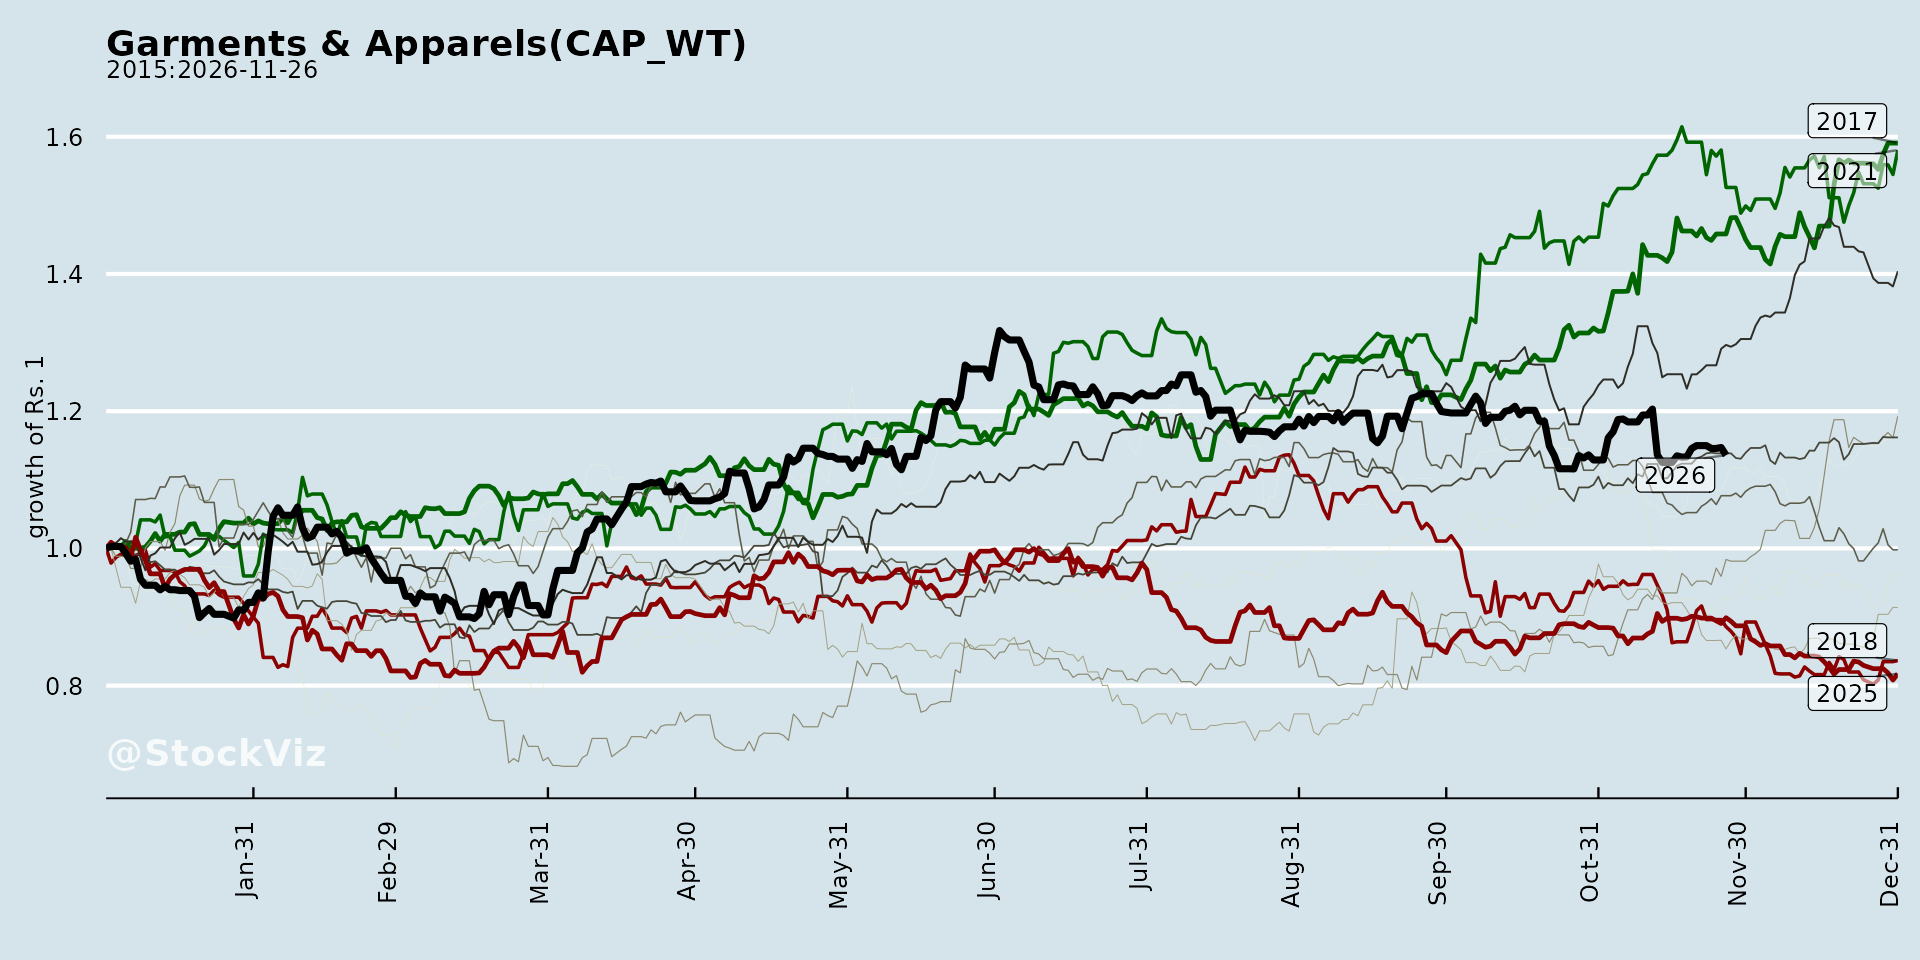 Garments & Apparels(CAP_WT)
2015:2026-11-26
growth of Rs. 1
1.6
1.4
1.2
1.0
0.8
2017
2021
2026
2018
2025
@StockViz
Jan-31
Feb-29
Mar-31
Apr-30
May-31
Jun-30
Jul-31
Aug-31
Sep-30
Oct-31
Nov-30
Dec-31